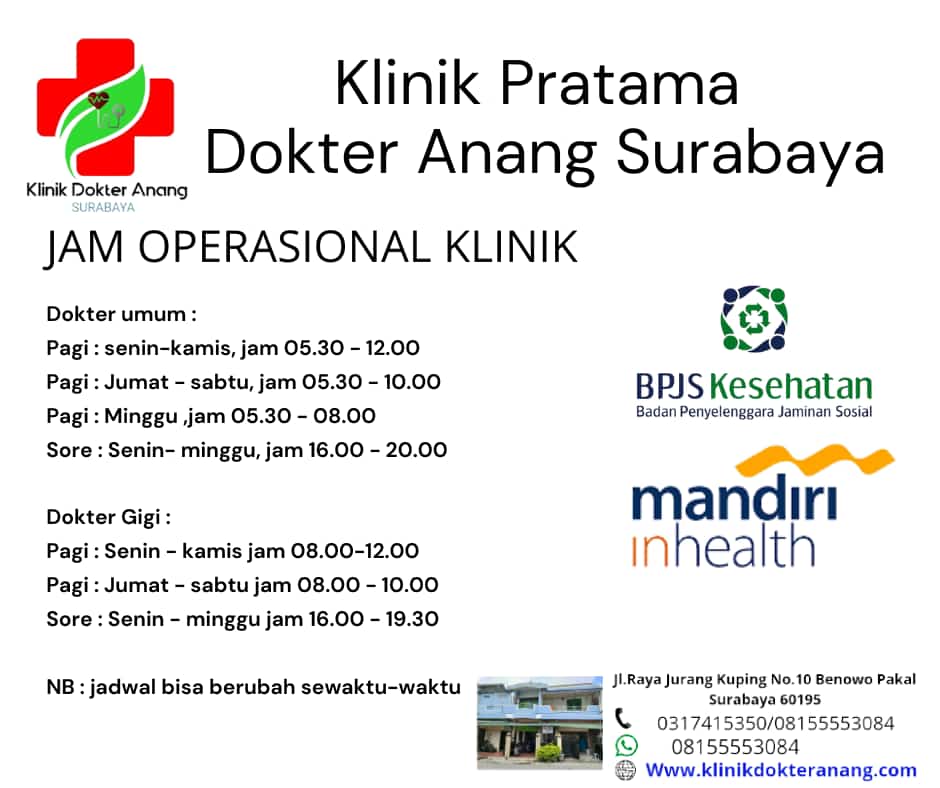 Klinik Pratama
Dokter Anang Surabaya
Klinik Dokter Anang
SURABAYA
JAM OPERASIONAL KLINIK
Dokter umum :
Pagi : senin-kamis, jam 05.30 - 12.00
Pagi : Jumat - sabtu, jam 05.30 - 10.00
Pagi : Minggu ,jam 05.30 - 08.00
Sore : Senin- minggu, jam 16.00 - 20.00
Dokter Gigi :
Pagi : Senin - kamis jam 08.00-12.00
Pagi : Jumat - sabtu jam 08.00 - 10.00
Sore : Senin - minggu jam 16.00 - 19.30
NB : jadwal bisa berubah sewaktu-waktu
BPJS Kesehatan
Badan Penyelenggara Jaminan Sosial
mandiri
inhealth
Jl.Raya Jurang Kuping No.10 Benowo Pakal
Surabaya 60195
0317415350/08155553084
08155553084
Www.klinikdokteranang.com